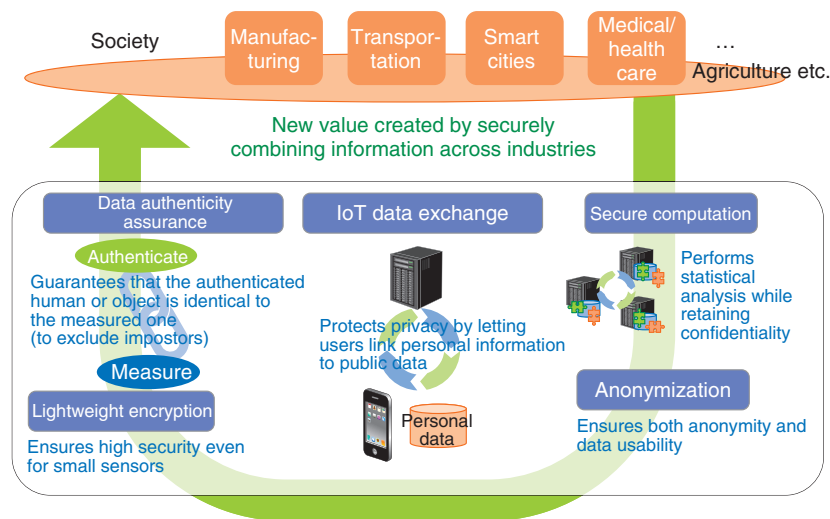 Society
Manufac-
turing
Transpor-
tation
Smart
cities
Medical/
health
care
…
Agriculture etc.
New value created by securely
combining information across industries
Data authenticity
assurance
Authenticate
Guarantees that the authenticated
human or object is identical to
the measured one
(to exclude impostors)
Measure
Lightweight encryption
Ensures high security even
for small sensors
IoT data exchange
Protects privacy by letting
users link personal information
to public data
Personal
data
Secure computation
Performs
statistical
analysis while
retaining
confidentiality
Anonymization
Ensures both anonymity and
data usability